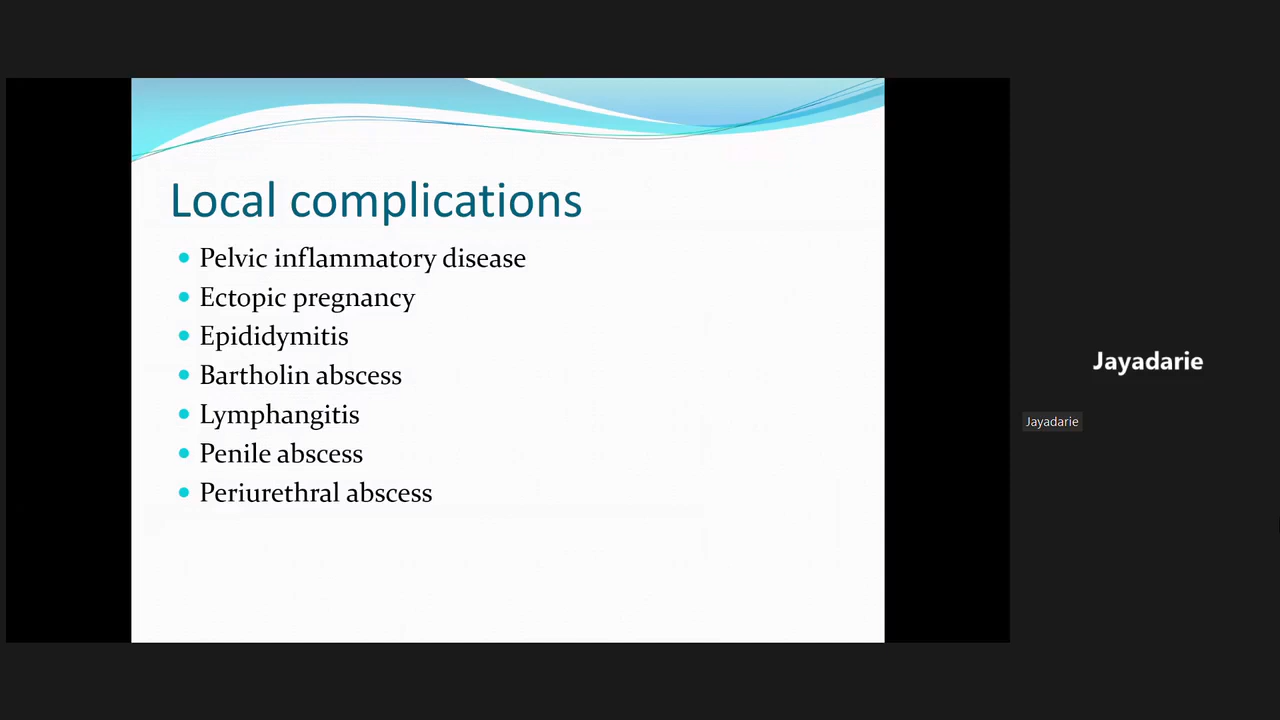 Local complications
Pelvic inflammatory disease
Ectopic pregnancy
Epididymitis
Bartholin abscess
Lymphangitis
Penile abscess
Periurethral abscess
Jayadarie
Jayadarie